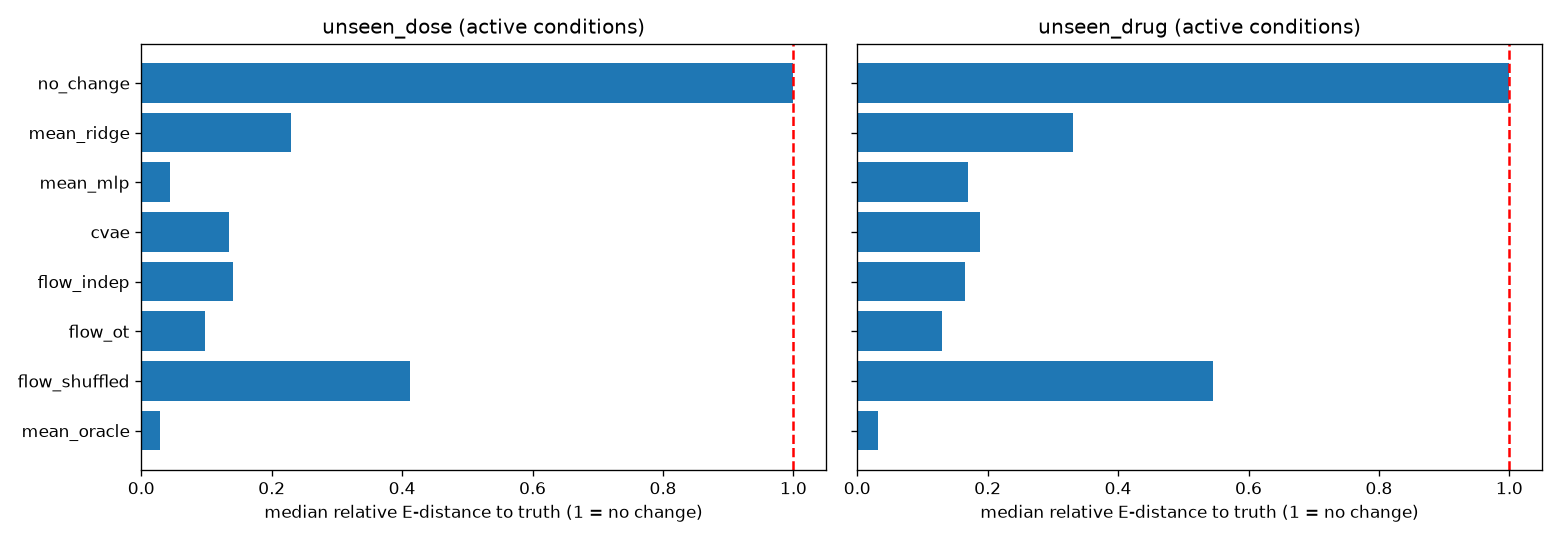 unseen_dose (active conditions)
unseen_drug (active conditions)
no_change
mean_ridge
mean_mlp
cvae
flow_indep
flow_ot
flow_shuffled
mean_oracle
0.0 0.2 0.4 0.6 0.8 1.0
0.0 0.2 0.4 0.6 0.8 1.0
median relative E-distance to truth (1 = no change)
median relative E-distance to truth (1 = no change)